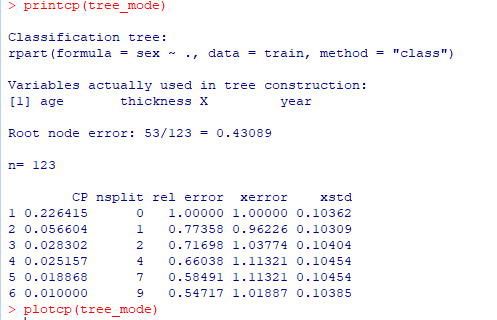 > printcp(tree_mode)
Classification tree:
rpart(formula = sex ~ ., data = train, method = "class")
Variables actually used in tree construction:
[1] age       thickness X         year
Root node error: 53/123 = 0.43089
n= 123
        CP nsplit rel error  xerror    xstd
1 0.226415      0   1.00000 1.00000 0.10362
2 0.056604      1   0.77358 0.96226 0.10309
3 0.028302      2   0.71698 1.03774 0.10404
4 0.025157      4   0.66038 1.11321 0.10454
5 0.018868      7   0.58491 1.11321 0.10454
6 0.010000      9   0.54717 1.01887 0.10385
> plotcp(tree_mode)